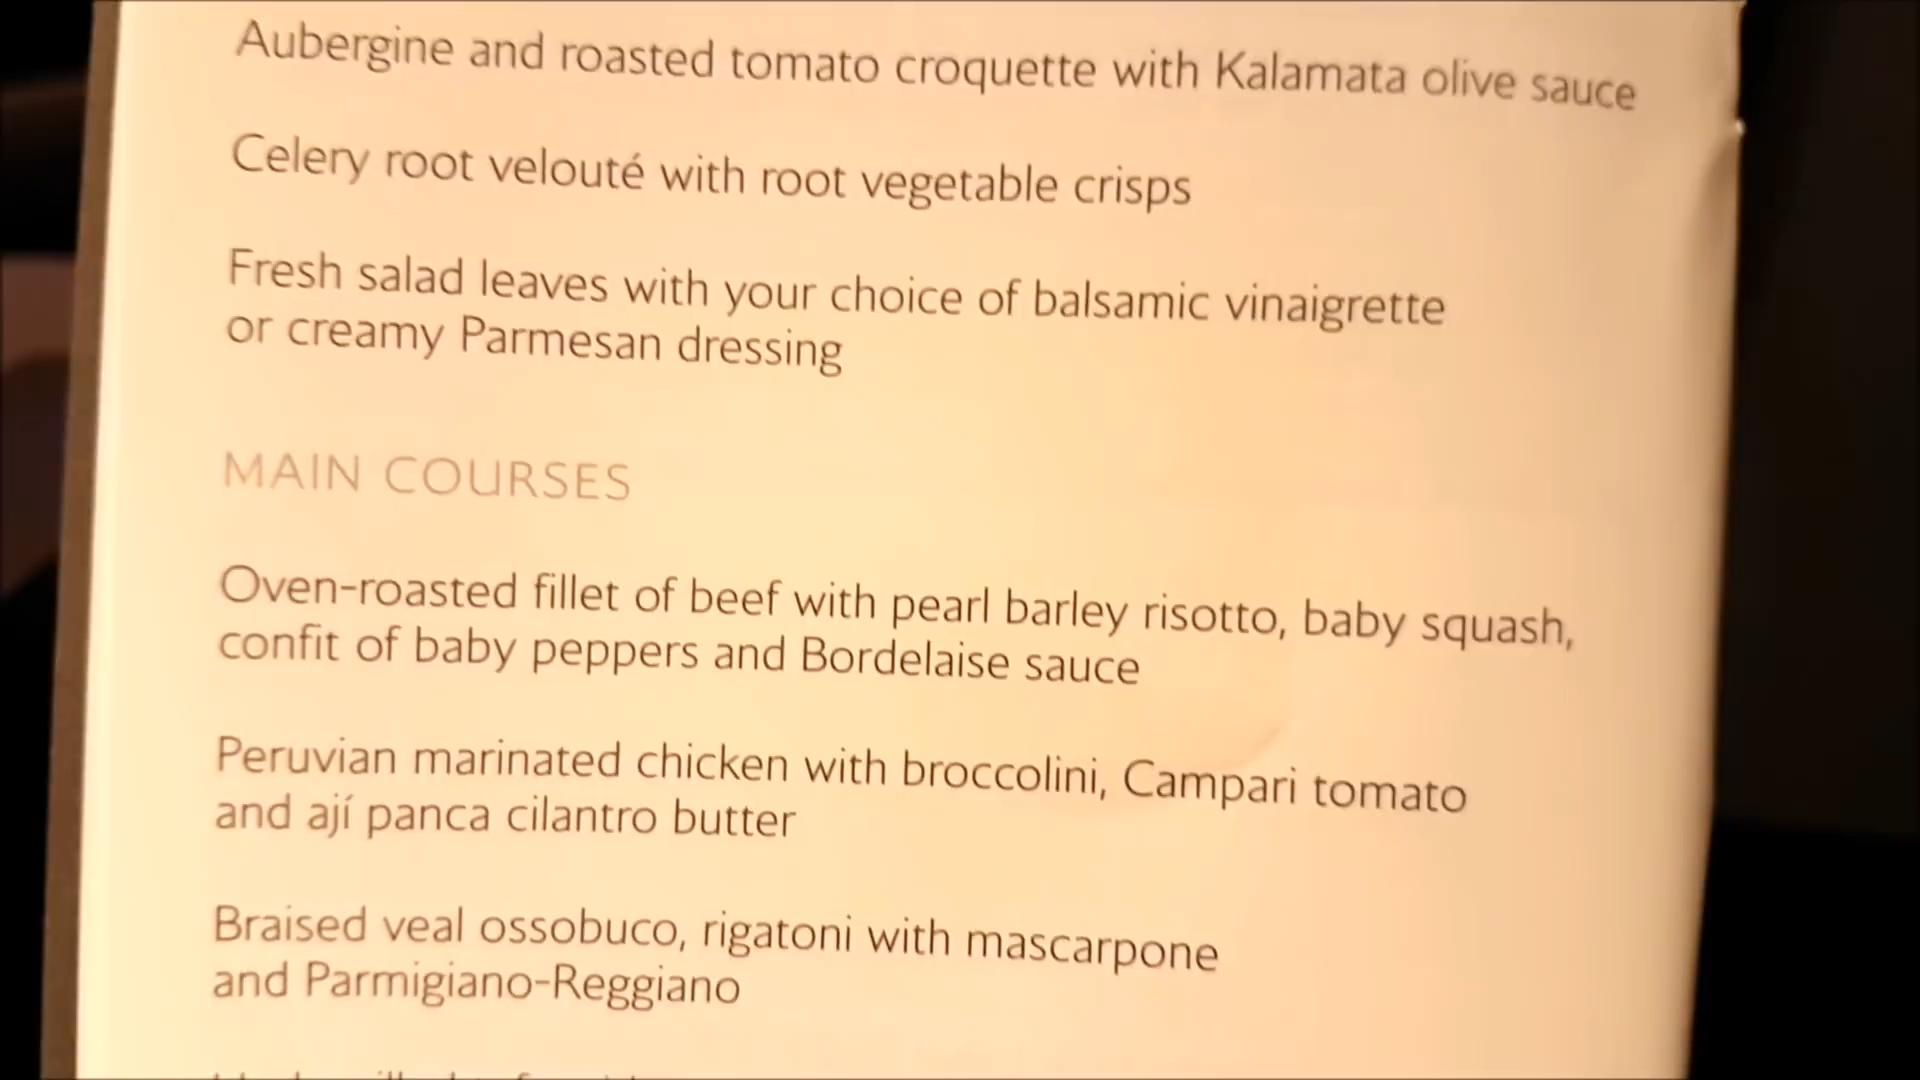 Aubergine and roasted tomato croquette with Kalamata olive sauce
Celery root velouté with root vegetable crisps
Fresh salad leaves with your choice of balsamic vinaigrette
or creamy Parmesan dressing
MAIN COURSES
Oven-roasted fillet of beef with pearl barley risotto, baby squash,
confit of baby peppers and Bordelaise sauce
Peruvian marinated chicken with broccolini, Campari tomato
and ají panca cilantro butter
Braised veal ossobuco, rigatoni with mascarpone
and Parmigiano-Reggiano